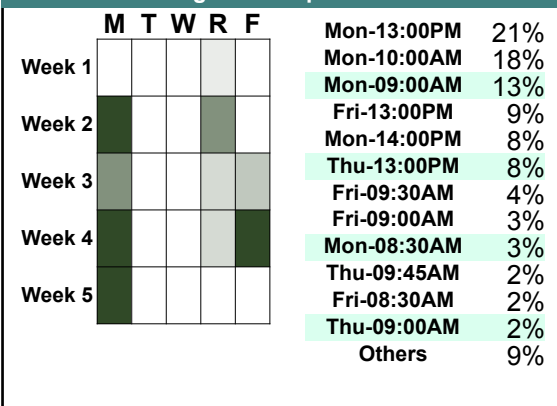 M T W R F
Week 1
Week 2
Week 3
Week 4
Week 5
Mon-13:00PM 21%
Mon-10:00AM 18%
Mon-09:00AM 13%
Fri-13:00PM 9%
Mon-14:00PM 8%
Thu-13:00PM 8%
Fri-09:30AM 4%
Fri-09:00AM 3%
Mon-08:30AM 3%
Thu-09:45AM 2%
Fri-08:30AM 2%
Thu-09:00AM 2%
Others 9%